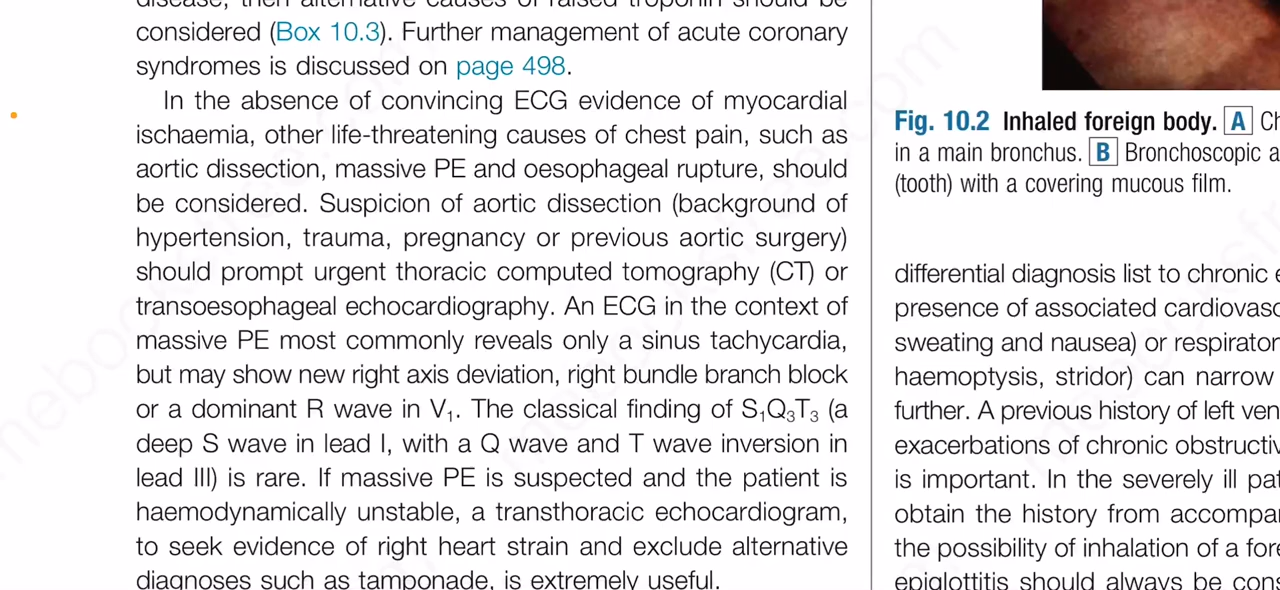 disease, then alternative causes of raised troponin should be
considered (Box 10.3). Further management of acute coronary
syndromes is discussed on page 498.
In the absence of convincing ECG evidence of myocardial
ischaemia, other life-threatening causes of chest pain, such as
aortic dissection, massive PE and oesophageal rupture, should
be considered. Suspicion of aortic dissection (background of
hypertension, trauma, pregnancy or previous aortic surgery)
should prompt urgent thoracic computed tomography (CT) or
transoesophageal echocardiography. An ECG in the context of
massive PE most commonly reveals only a sinus tachycardia,
but may show new right axis deviation, right bundle branch block
or a dominant R wave in V₁. The classical finding of S₁Q₃T₃ (a
deep S wave in lead I, with a Q wave and T wave inversion in
lead III) is rare. If massive PE is suspected and the patient is
haemodynamically unstable, a transthoracic echocardiogram,
to seek evidence of right heart strain and exclude alternative
diagnoses such as tamponade, is extremely useful.
Fig. 10.2 Inhaled foreign body. A
in a main bronchus. B Bronchoscopic
(tooth) with a covering mucous film.
differential diagnosis list to chronic
presence of associated
sweating and nausea) or
haemoptysis, stridor) can narrow
further. A previous history of left
exacerbations of chronic
is important. In the severely ill
obtain the history from
the possibility of inhalation of a
epiglottitis should always be